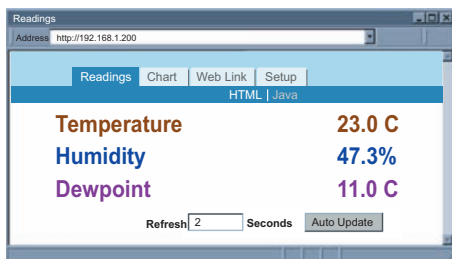 Readings
Address http://192.168.1.200
Readings Chart Web Link Setup
HTML | Java
Temperature 23.0 C
Humidity 47.3%
Dewpoint 11.0 C
Refresh 2 Seconds Auto Update